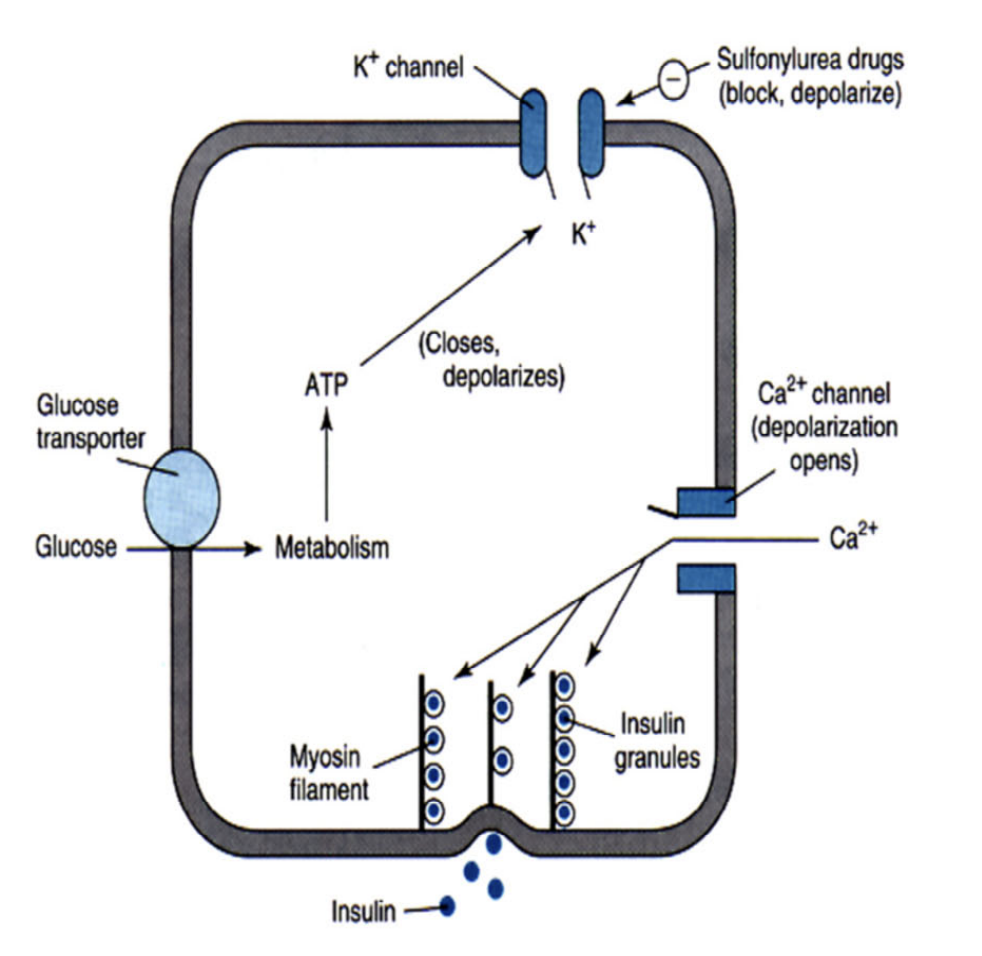 K+ channel
Sulfonylurea drugs
(block, depolarize)
−
K+
(Closes,
depolarizes)
ATP
Glucose
transporter
Ca2+ channel
(depolarization
opens)
Glucose
Metabolism
Ca2+
Myosin
filament
Insulin
granules
Insulin